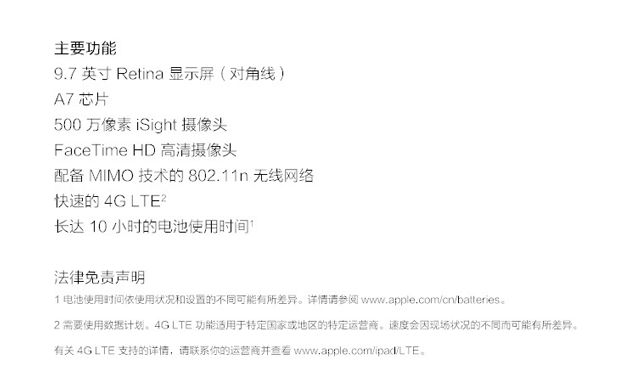 主要功能
9.7 英寸 Retina 显示屏（对角线）
A7 芯片
500 万像素 iSight 摄像头
FaceTime HD 高清摄像头
配备 MIMO 技术的 802.11n 无线网络
快速的 4G LTE²
长达 10 小时的电池使用时间¹
法律免责声明
1 电池使用时间依使用状况和设置的不同可能有所差异。详情请参阅 www.apple.com/cn/batteries。
2 需要使用数据计划。4G LTE 功能适用于特定国家或地区的特定运营商。速度会因现场状况的不同而可能有所差异。
有关 4G LTE 支持的详情，请联系你的运营商并查看 www.apple.com/ipad/LTE。